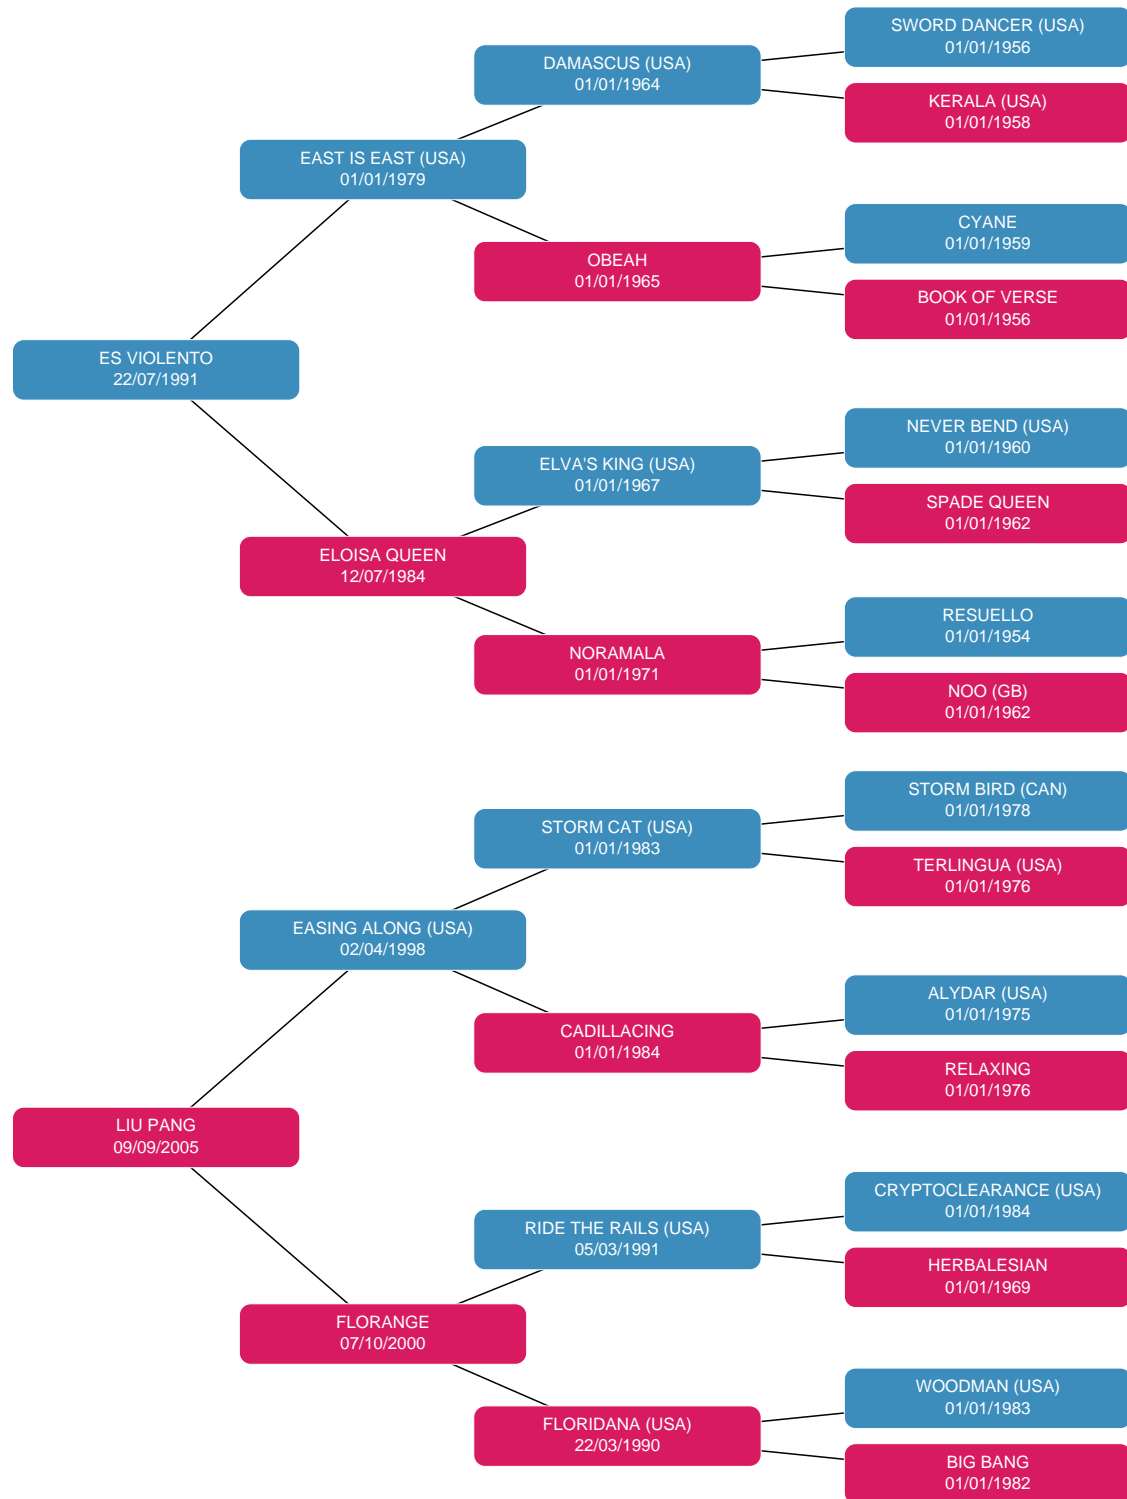 SWORD DANCER (USA)
01/01/1956
DAMASCUS (USA)
01/01/1964
KERALA (USA)
01/01/1958
EAST IS EAST (USA)
01/01/1979
CYANE
01/01/1959
OBEAH
01/01/1965
BOOK OF VERSE
01/01/1956
ES VIOLENTO
22/07/1991
NEVER BEND (USA)
01/01/1960
ELVA'S KING (USA)
01/01/1967
SPADE QUEEN
01/01/1962
ELOISA QUEEN
12/07/1984
RESUELLO
01/01/1954
NORAMALA
01/01/1971
NOO (GB)
01/01/1962
STORM BIRD (CAN)
01/01/1978
STORM CAT (USA)
01/01/1983
TERLINGUA (USA)
01/01/1976
EASING ALONG (USA)
02/04/1998
ALYDAR (USA)
01/01/1975
CADILLACING
01/01/1984
RELAXING
01/01/1976
LIU PANG
09/09/2005
CRYPTOCLEARANCE (USA)
01/01/1984
RIDE THE RAILS (USA)
05/03/1991
HERBALESIAN
01/01/1969
FLORANGE
07/10/2000
WOODMAN (USA)
01/01/1983
FLORIDANA (USA)
22/03/1990
BIG BANG
01/01/1982